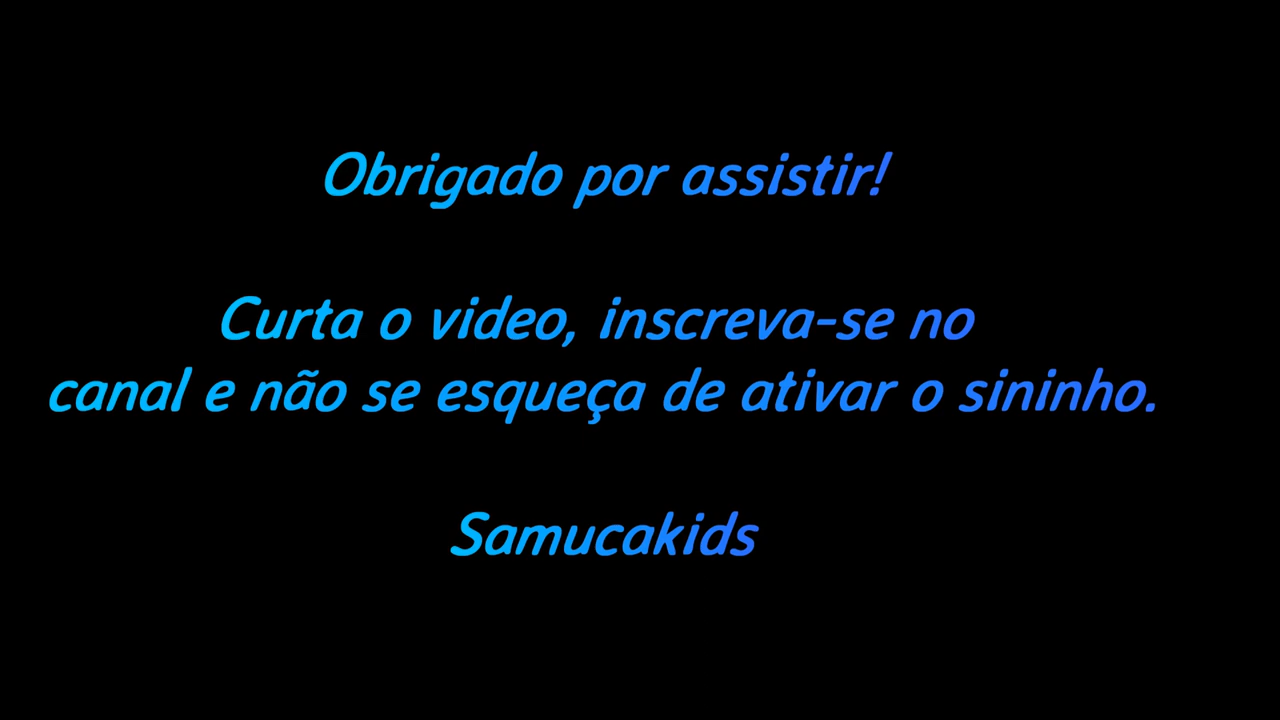 Obrigado por assistir!
Curta o video, inscreva-se no
canal e não se esqueça de ativar o sininho.
Samucakids